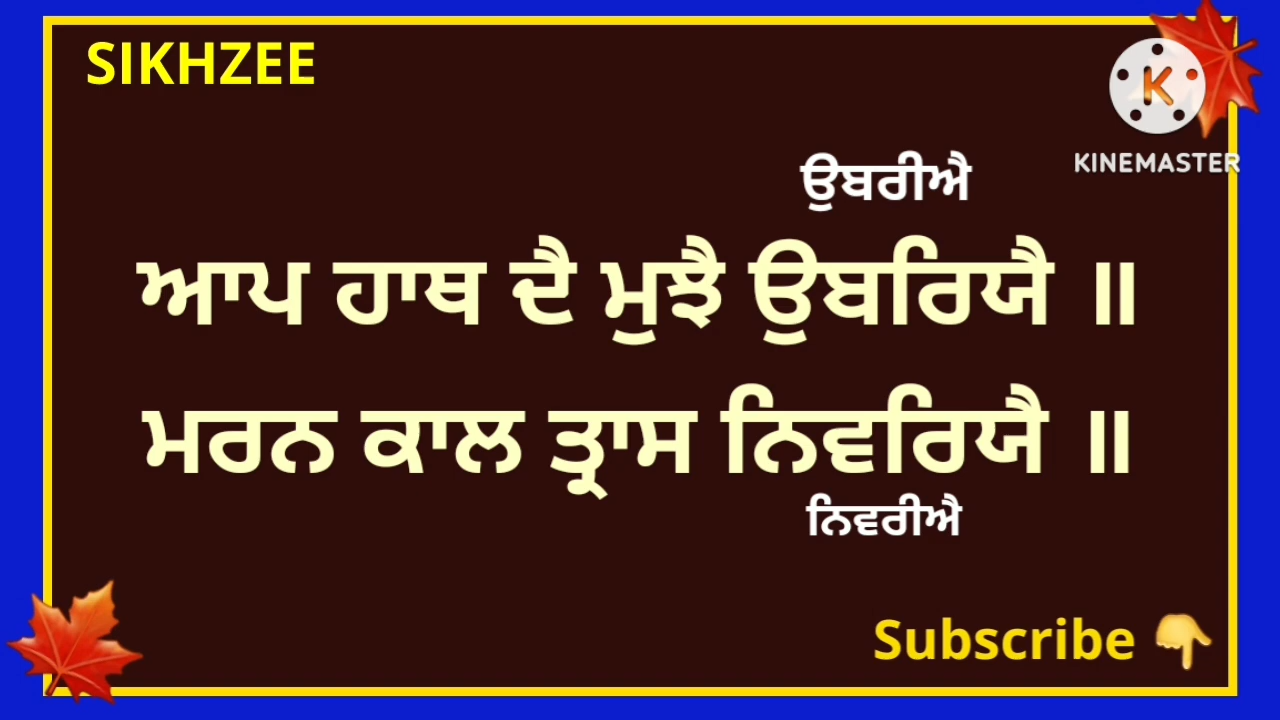 SIKHZEE
K
KINEMASTER
ਉਬਰੀਐ
ਆਪ ਹਾਥ ਦੈ ਮੁਝੈ ਉਬਰਿਯੈ ॥
ਮਰਨ ਕਾਲ ਤ੍ਰਾਸ ਨਿਵਰਿਯੈ ॥
ਨਿਵਰੀਐ
Subscribe 👇